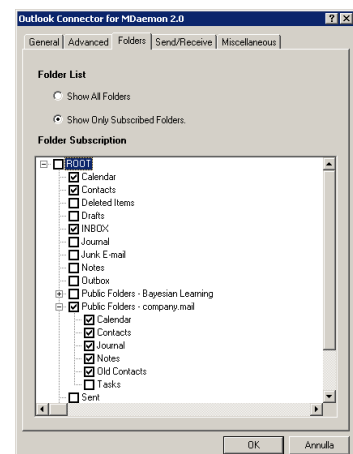 Outlook Connector for MDaemon 2.0
General Advanced Folders Send/Receive Miscellaneous
Folder List
Show All Folders
Show Only Subscribed Folders.
Folder Subscription
ROOT
Calendar
Contacts
Deleted Items
Drafts
INBOX
Journal
Junk E-mail
Notes
Outbox
Public Folders - Bayesian Learning
Public Folders - company.mail
Calendar
Contacts
Journal
Notes
Old Contacts
Tasks
Sent
OK Annulla